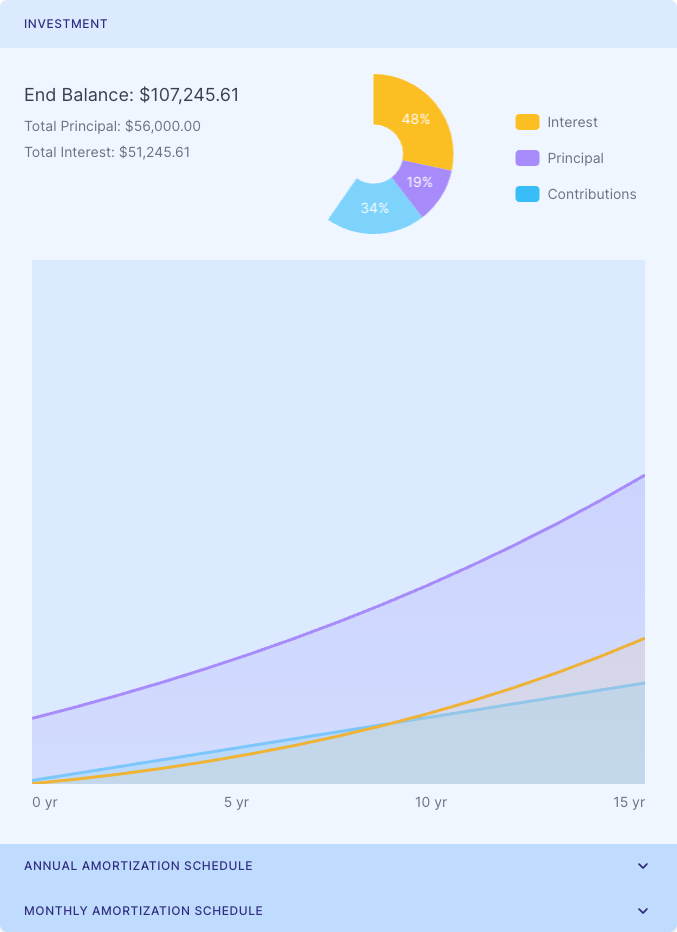 INVESTMENT
End Balance: $107,245.61
Total Principal: $56,000.00
Total Interest: $51,245.61
48%
19%
34%
Interest
Principal
Contributions
0 yr
5 yr
10 yr
15 yr
ANNUAL AMORTIZATION SCHEDULE
MONTHLY AMORTIZATION SCHEDULE